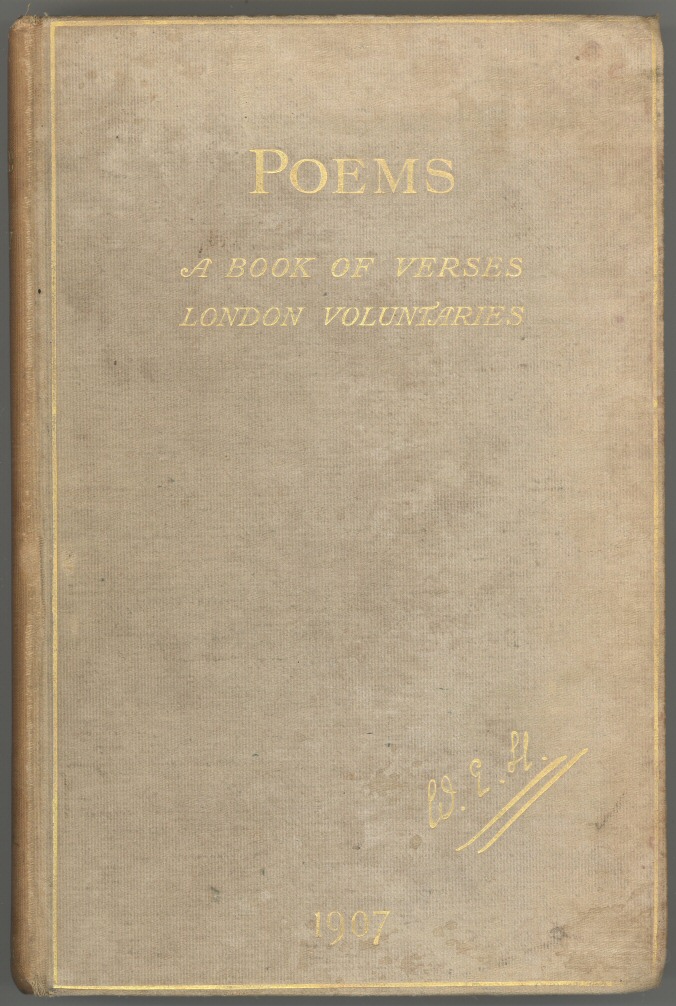 POEMS
A BOOK OF VERSES
LONDON VOLUNTARIES
W. E. H.
1907